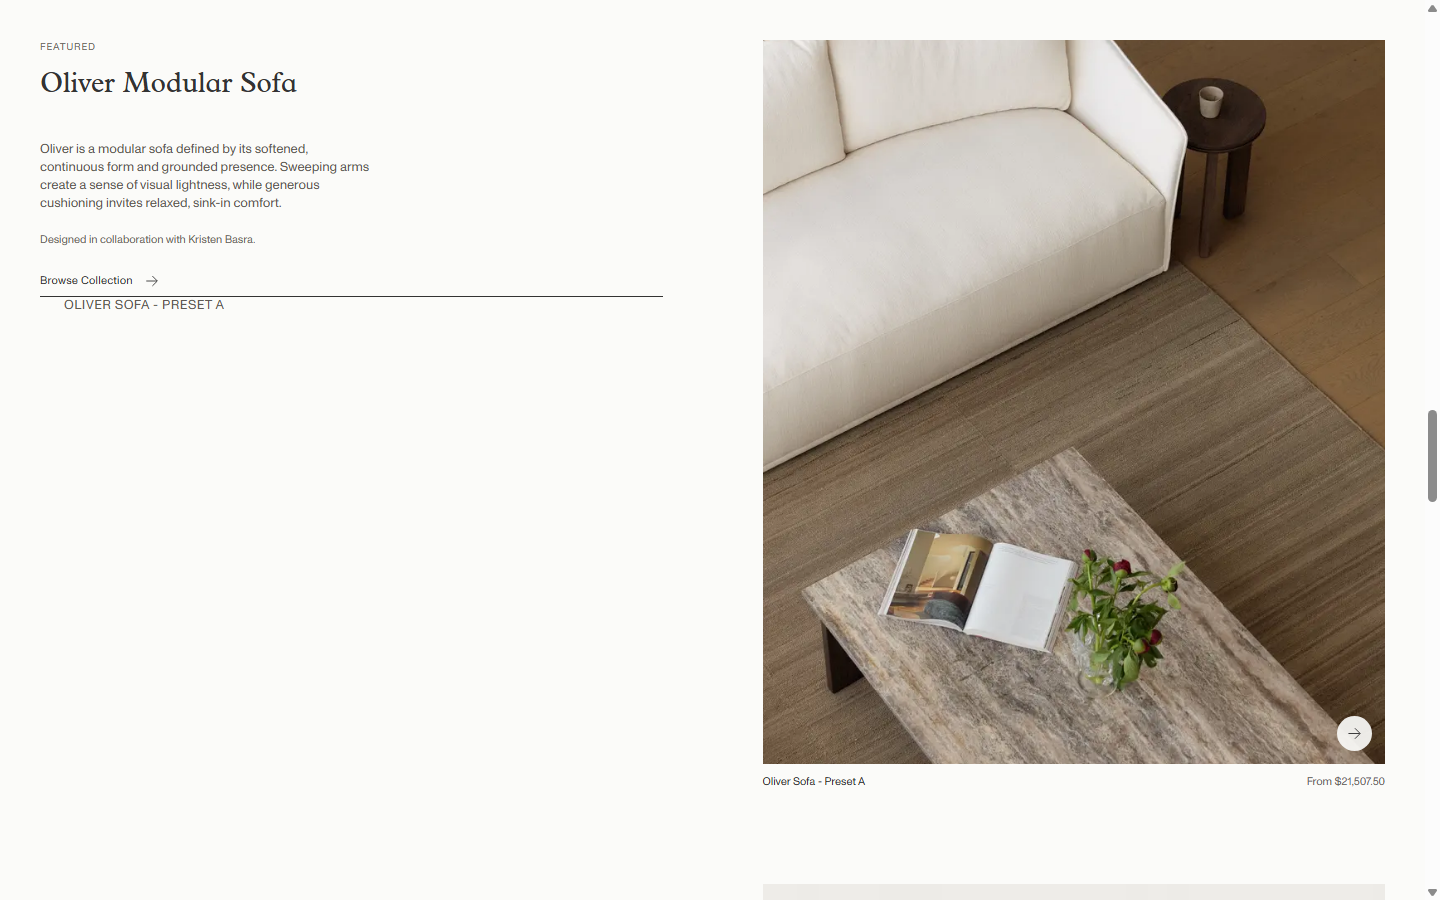 FEATURED
Oliver Modular Sofa
Oliver is a modular sofa defined by its softened,
continuous form and grounded presence. Sweeping arms
create a sense of visual lightness, while generous
cushioning invites relaxed, sink-in comfort.
Designed in collaboration with Kristen Basra.
Browse Collection
OLIVER SOFA - PRESET A
Oliver Sofa - Preset A
From $21,507.50